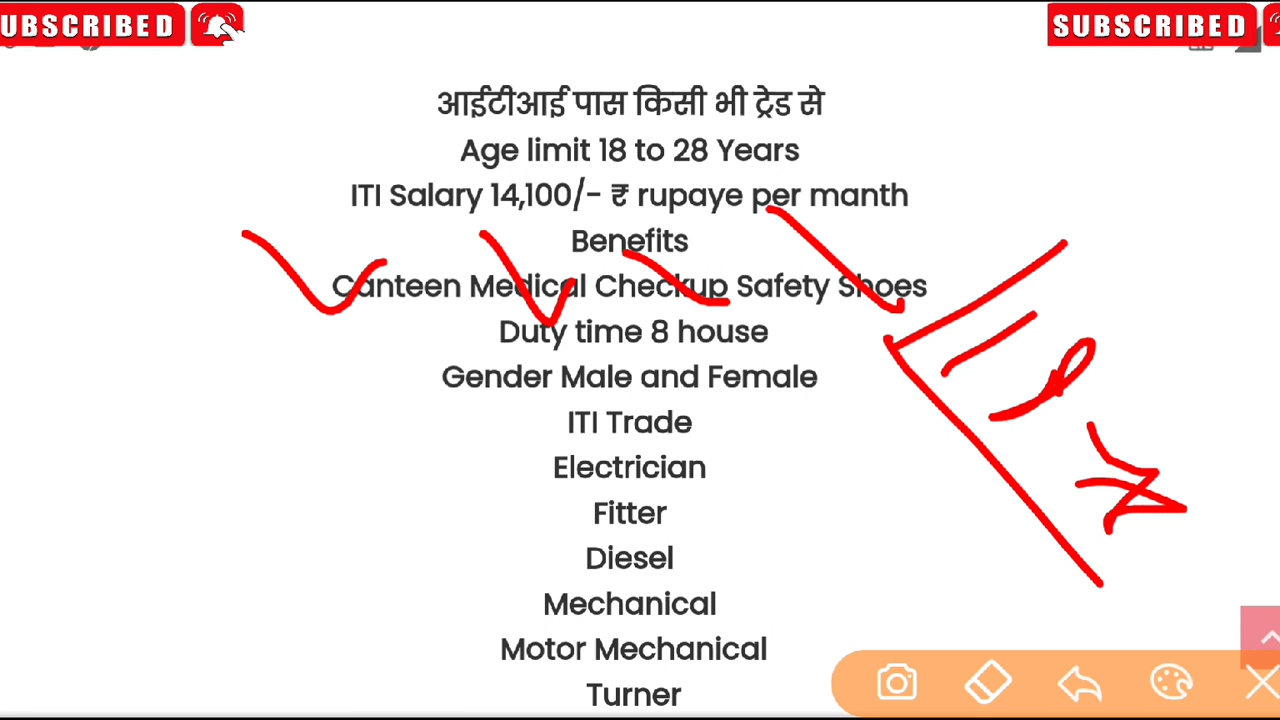 UBSCRIBED SUBSCRIBED
आईटीआई पास किसी भी ट्रेड से
Age limit 18 to 28 Years
ITI Salary 14,100/- ₹ rupaye per manth
Benefits
Canteen Medical Checkup Safety Shoes
Duty time 8 house
Gender Male and Female
ITI Trade
Electrician
Fitter
Diesel
Mechanical
Motor Mechanical
Turner